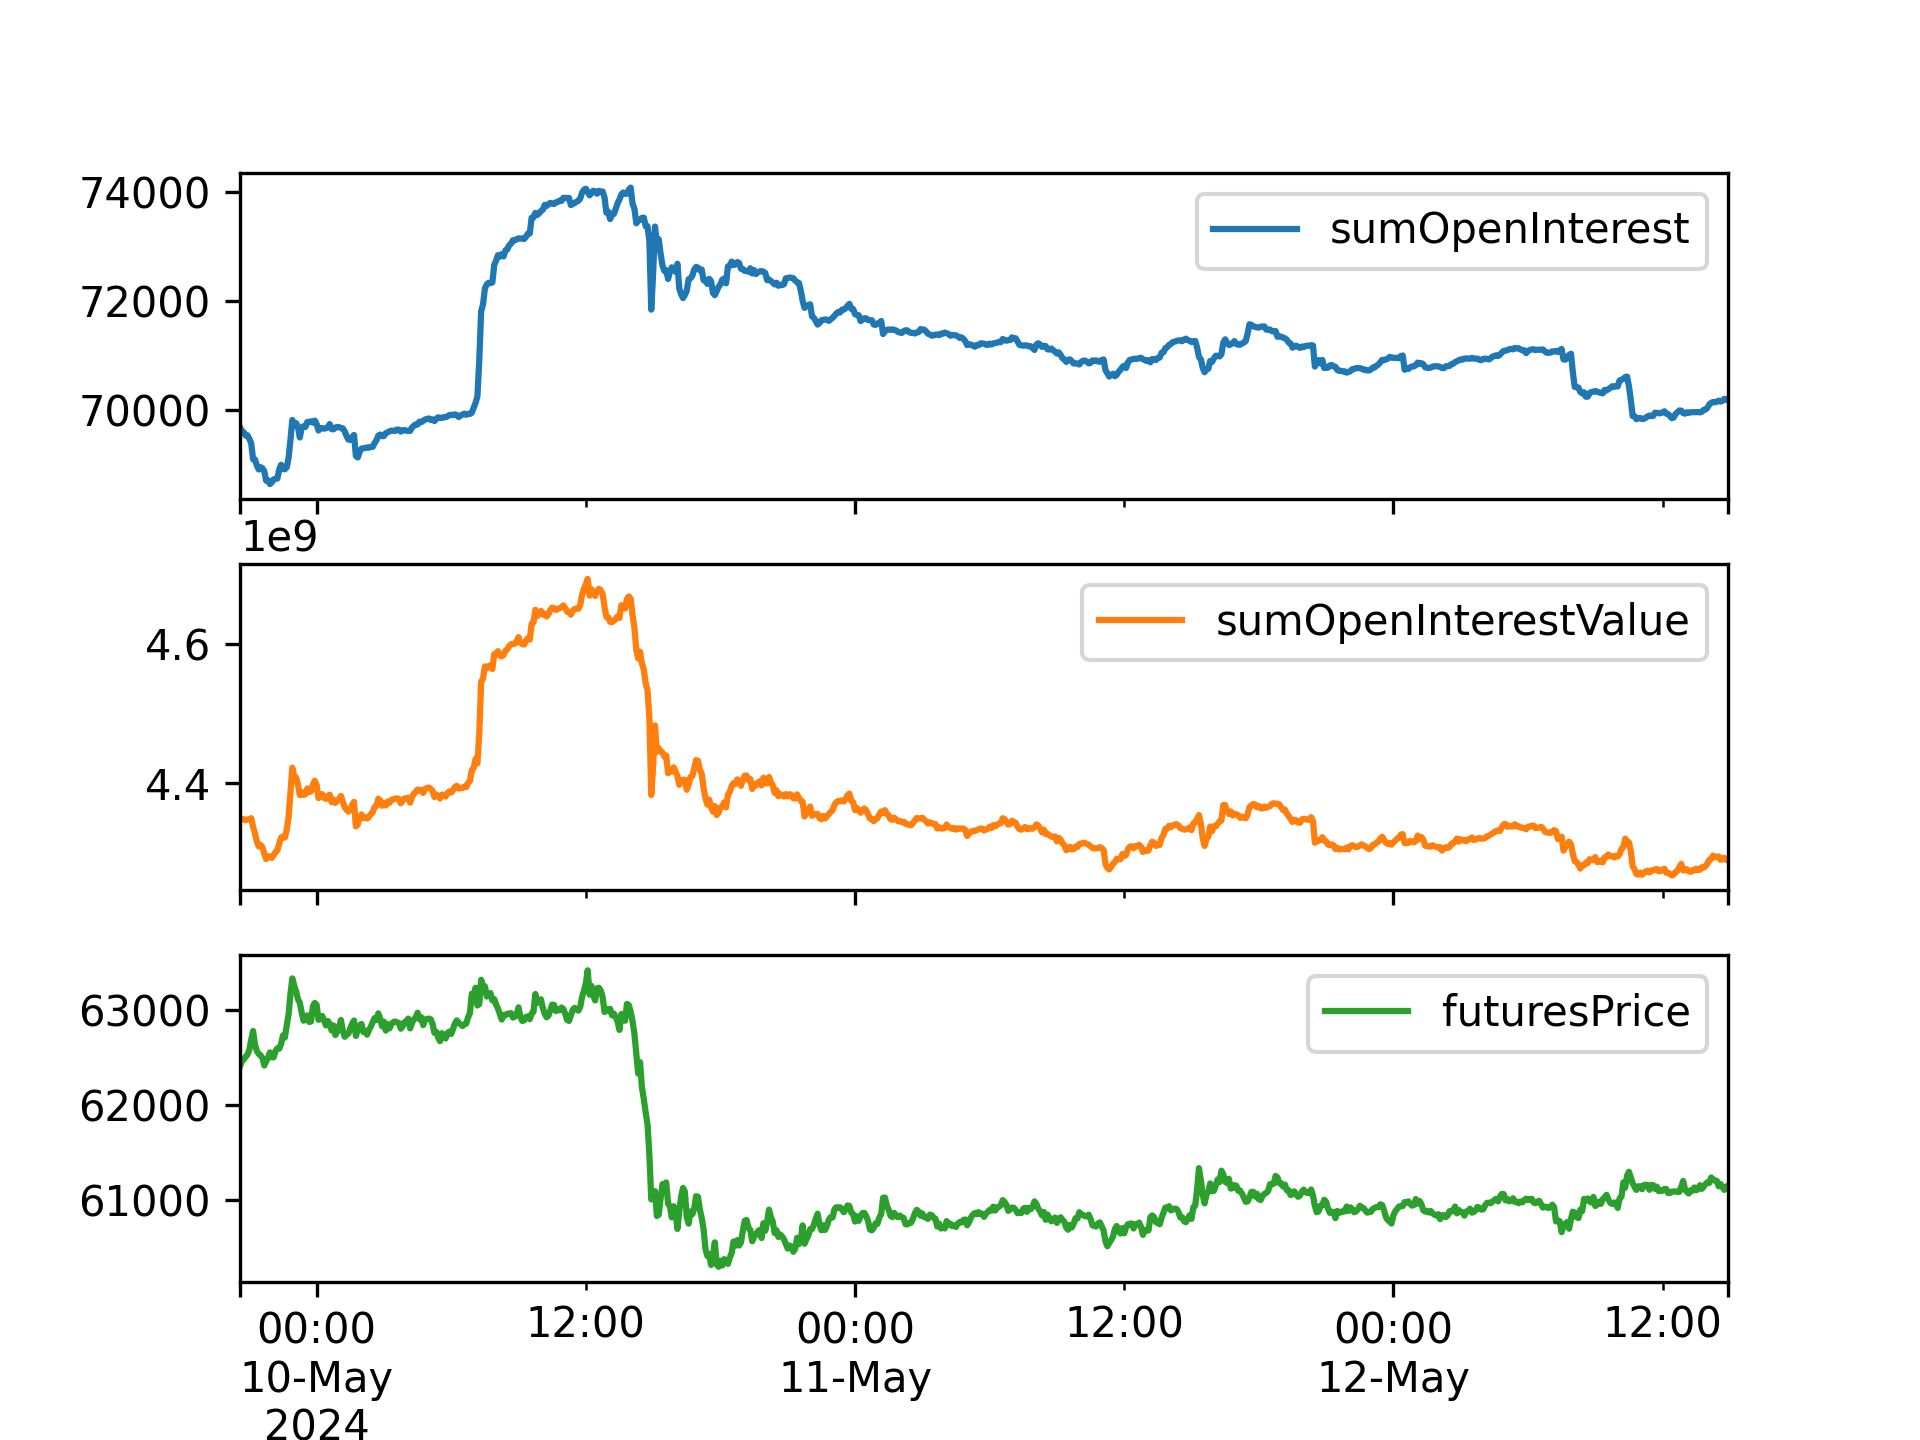 74000
72000
70000
sumOpenInterest
1e9
4.6
4.4
sumOpenInterestValue
63000
62000
61000
futuresPrice
00:00 12:00 00:00 12:00 00:00 12:00
10-May 11-May 12-May
2024